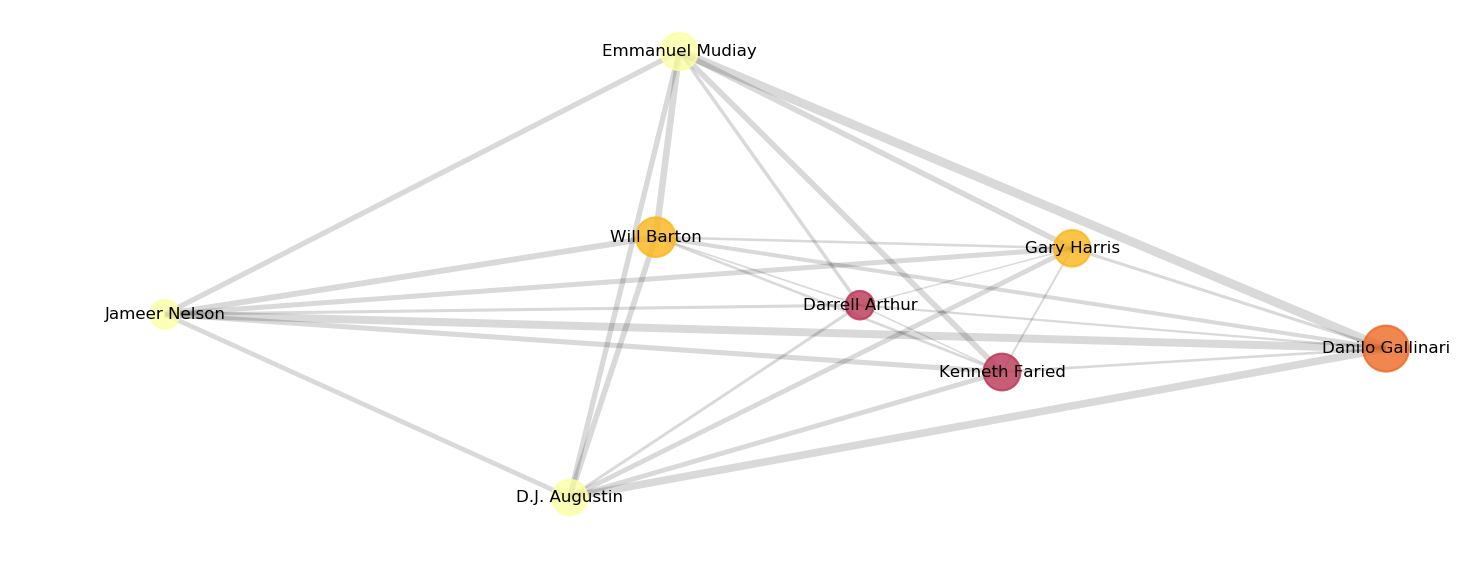 Emmanuel Mudiay
Will Barton
Gary Harris
Darrell Arthur
Jameer Nelson
Danilo Gallinari
Kenneth Faried
D.J. Augustin